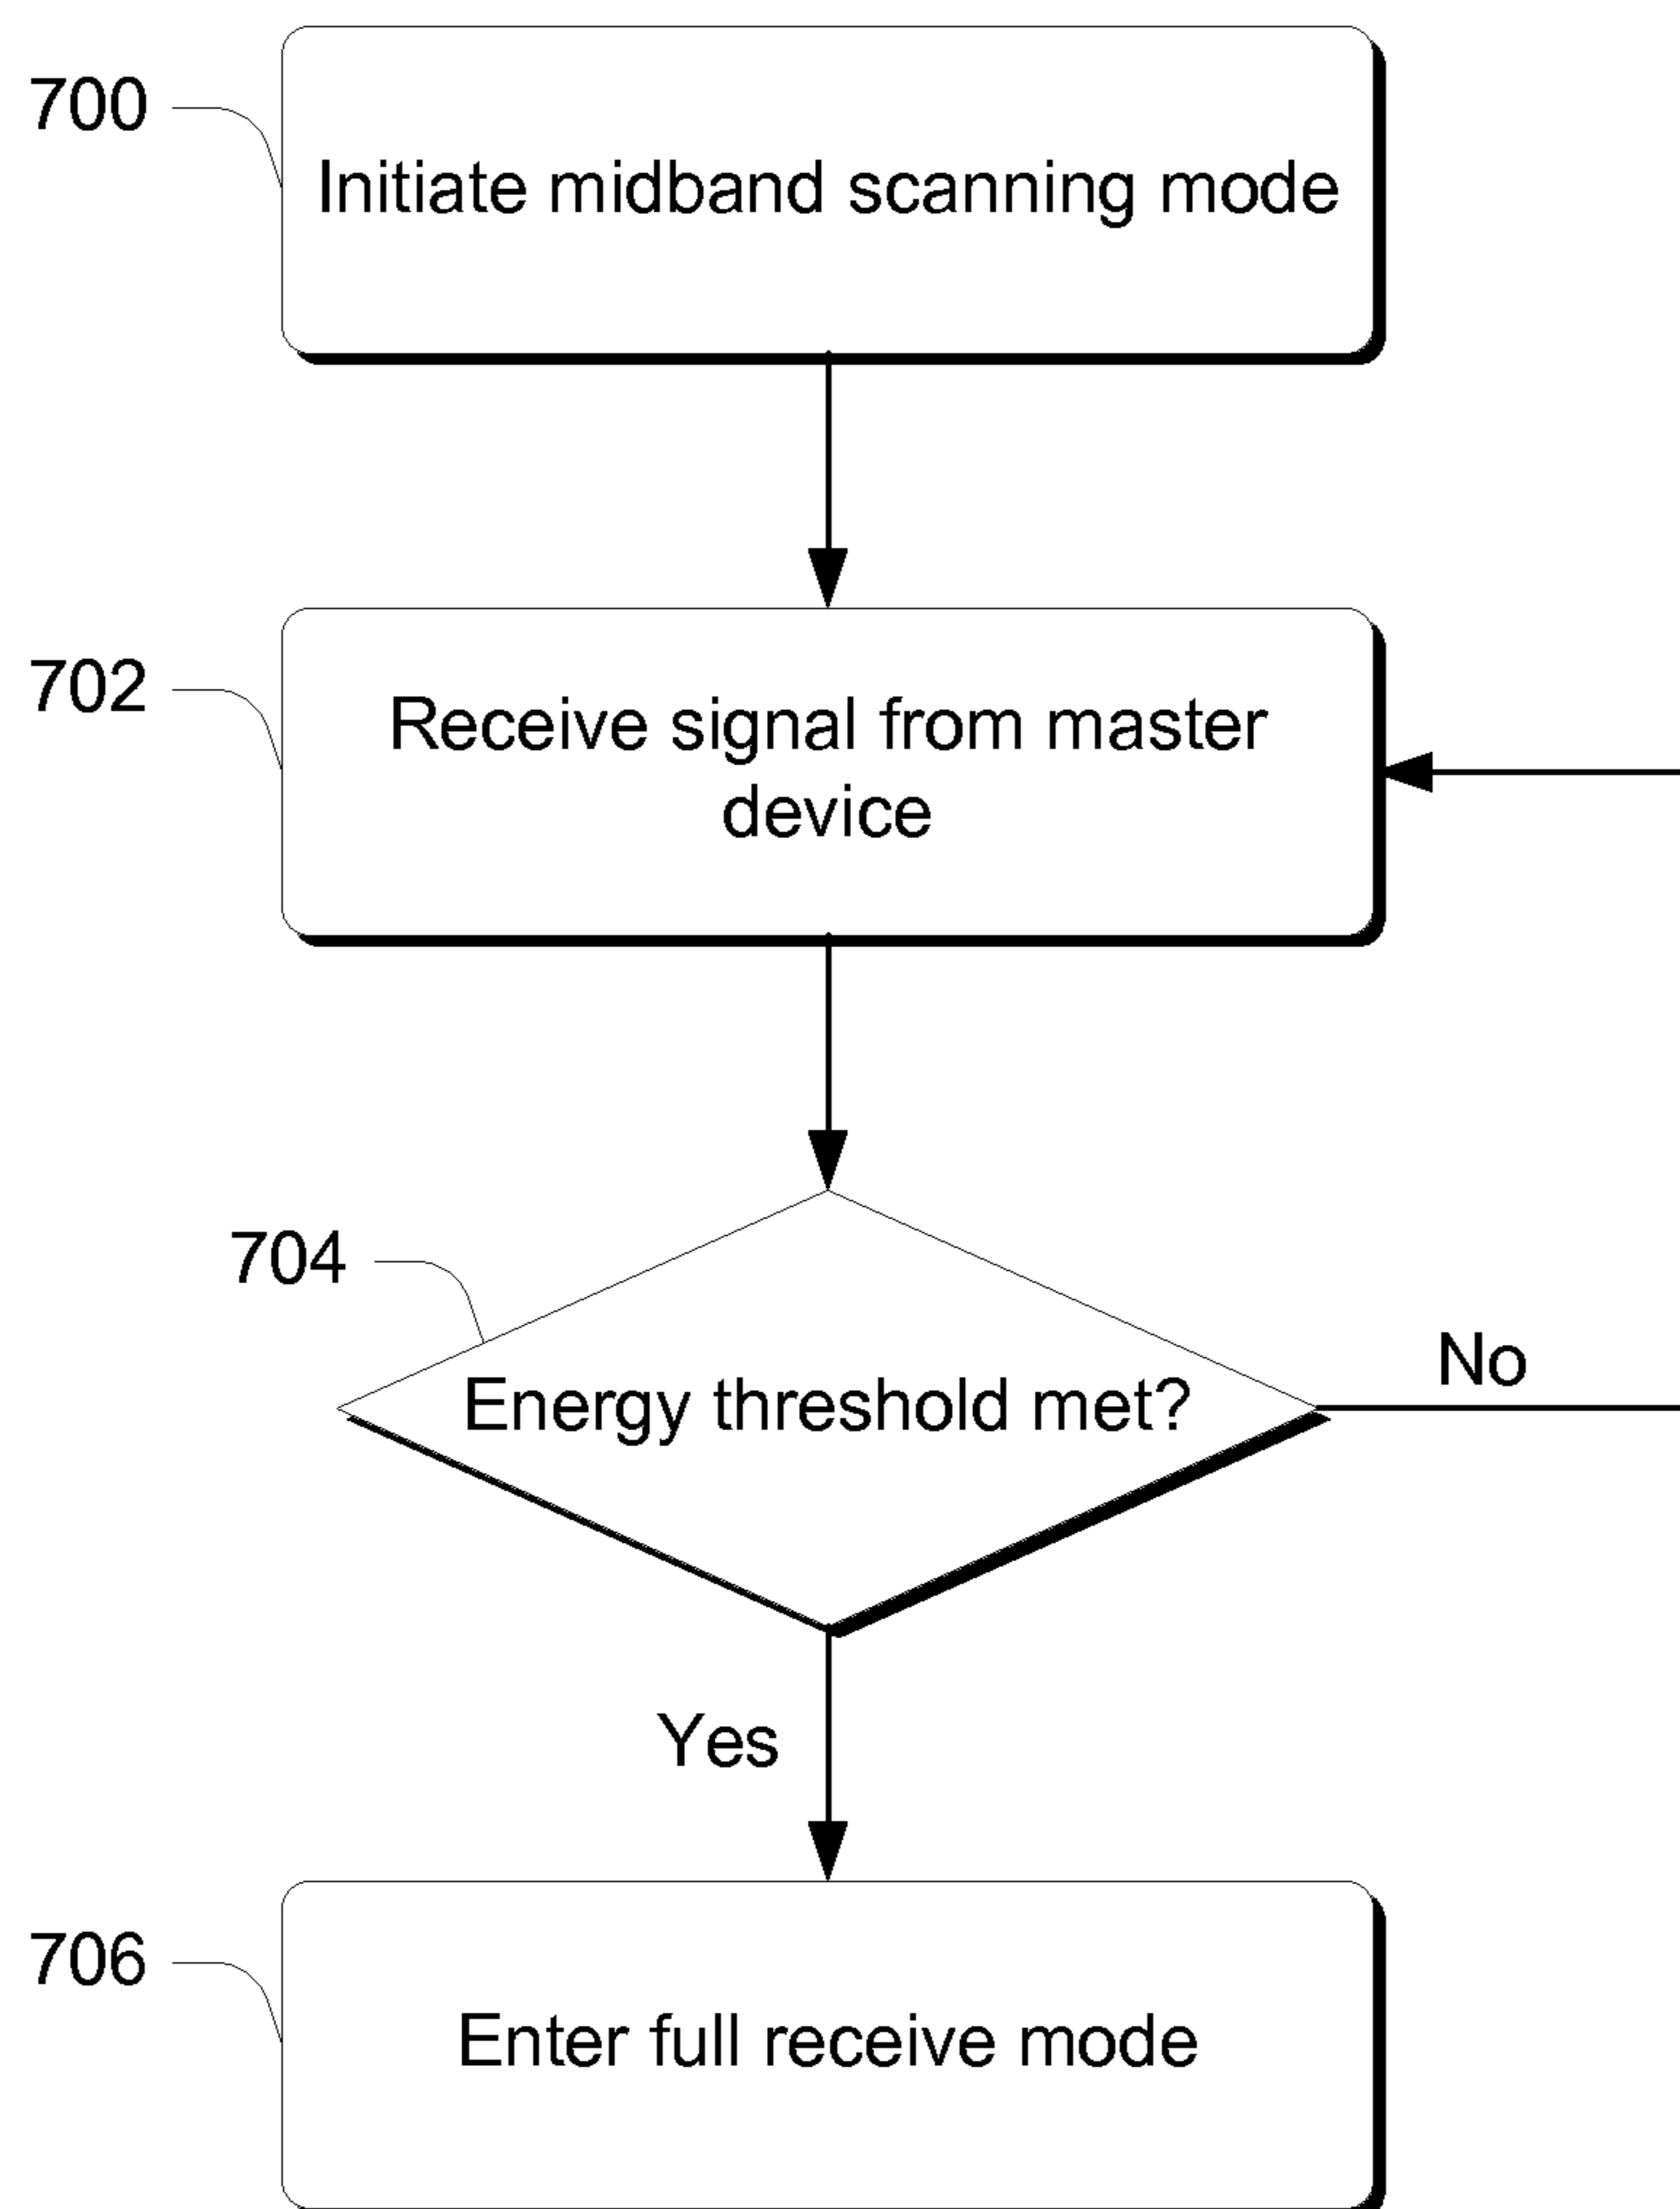 700
Initiate midband scanning mode
702
Receive signal from master
device
704
Energy threshold met?
No
Yes
706
Enter full receive mode